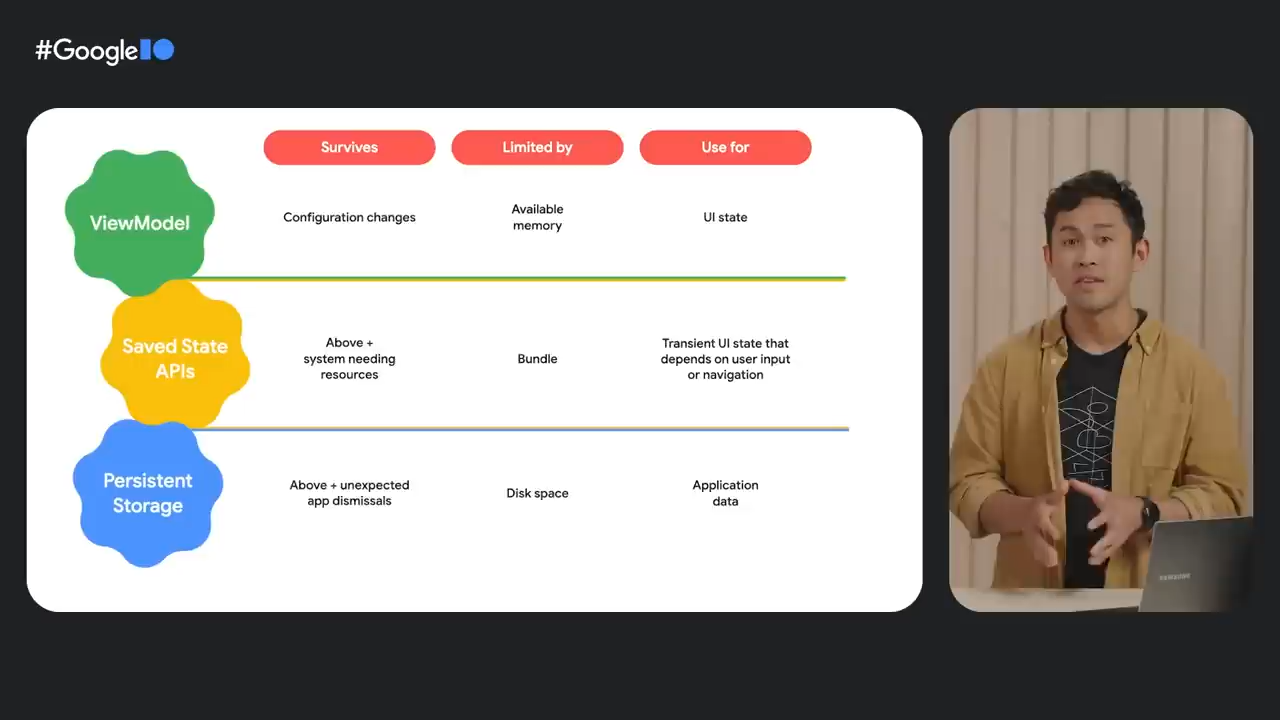 #Google IO
Survives
Limited by
Use for
ViewModel
Configuration changes
Available
memory
UI state
Saved State
APIs
Above +
system needing
resources
Bundle
Transient UI state that
depends on user input
or navigation
Persistent
Storage
Above + unexpected
app dismissals
Disk space
Application
data
SAMSUNG